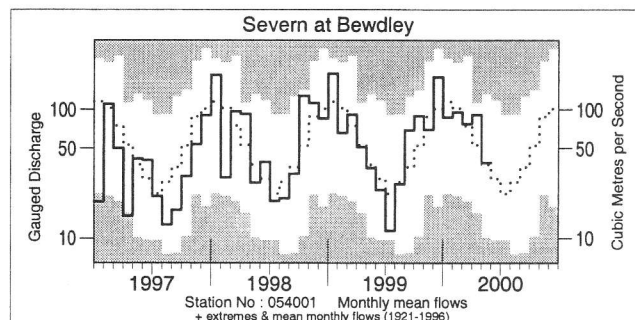 Severn at Bewdley
Gauged Discharge
100
50
10
100
50
10
Cubic Metres per Second
1997 1998 1999 2000
Station No : 054001 Monthly mean flows
+ extremes & mean monthly flows (1921-1996)